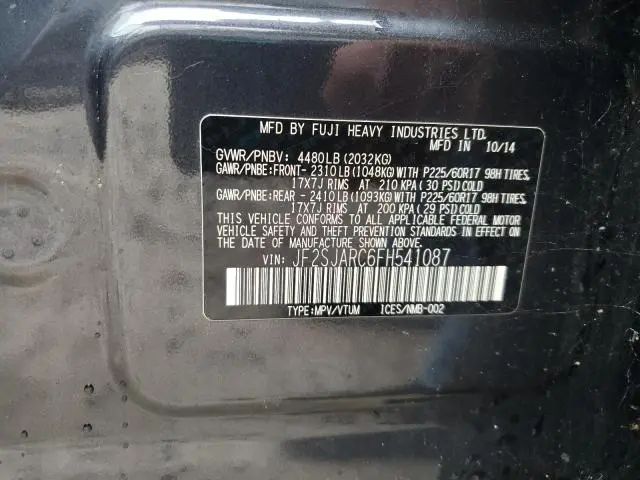 MFD BY FUJI HEAVY INDUSTRIES LTD.
MFD IN 10/14
GVWR/PNBV: 4480LB(2032KG)
GAWR/PNBE:FRONT-2310LB(1048KG)WITH P225/60R17 98H TIRES,
17X7J RIMS AT 210 KPA(30 PSI)COLD
GAWR/PNBE:REAR -2410LB(1093KG)WITH P225/60R17 98H TIRES,
17X7J RIMS AT 200 KPA(29 PSI)COLD
THIS VEHICLE CONFORMS TO ALL APPLICABLE FEDERAL MOTOR
VEHICLE SAFETY AND THEFT PREVENTION STANDARDS IN EFFECT
ON THE DATE OF MANUFACTURE SHOWN ABOVE.
VIN: JF2SJARC6FH541087
TYPE:MPV/VTUM ICES/NMB-002